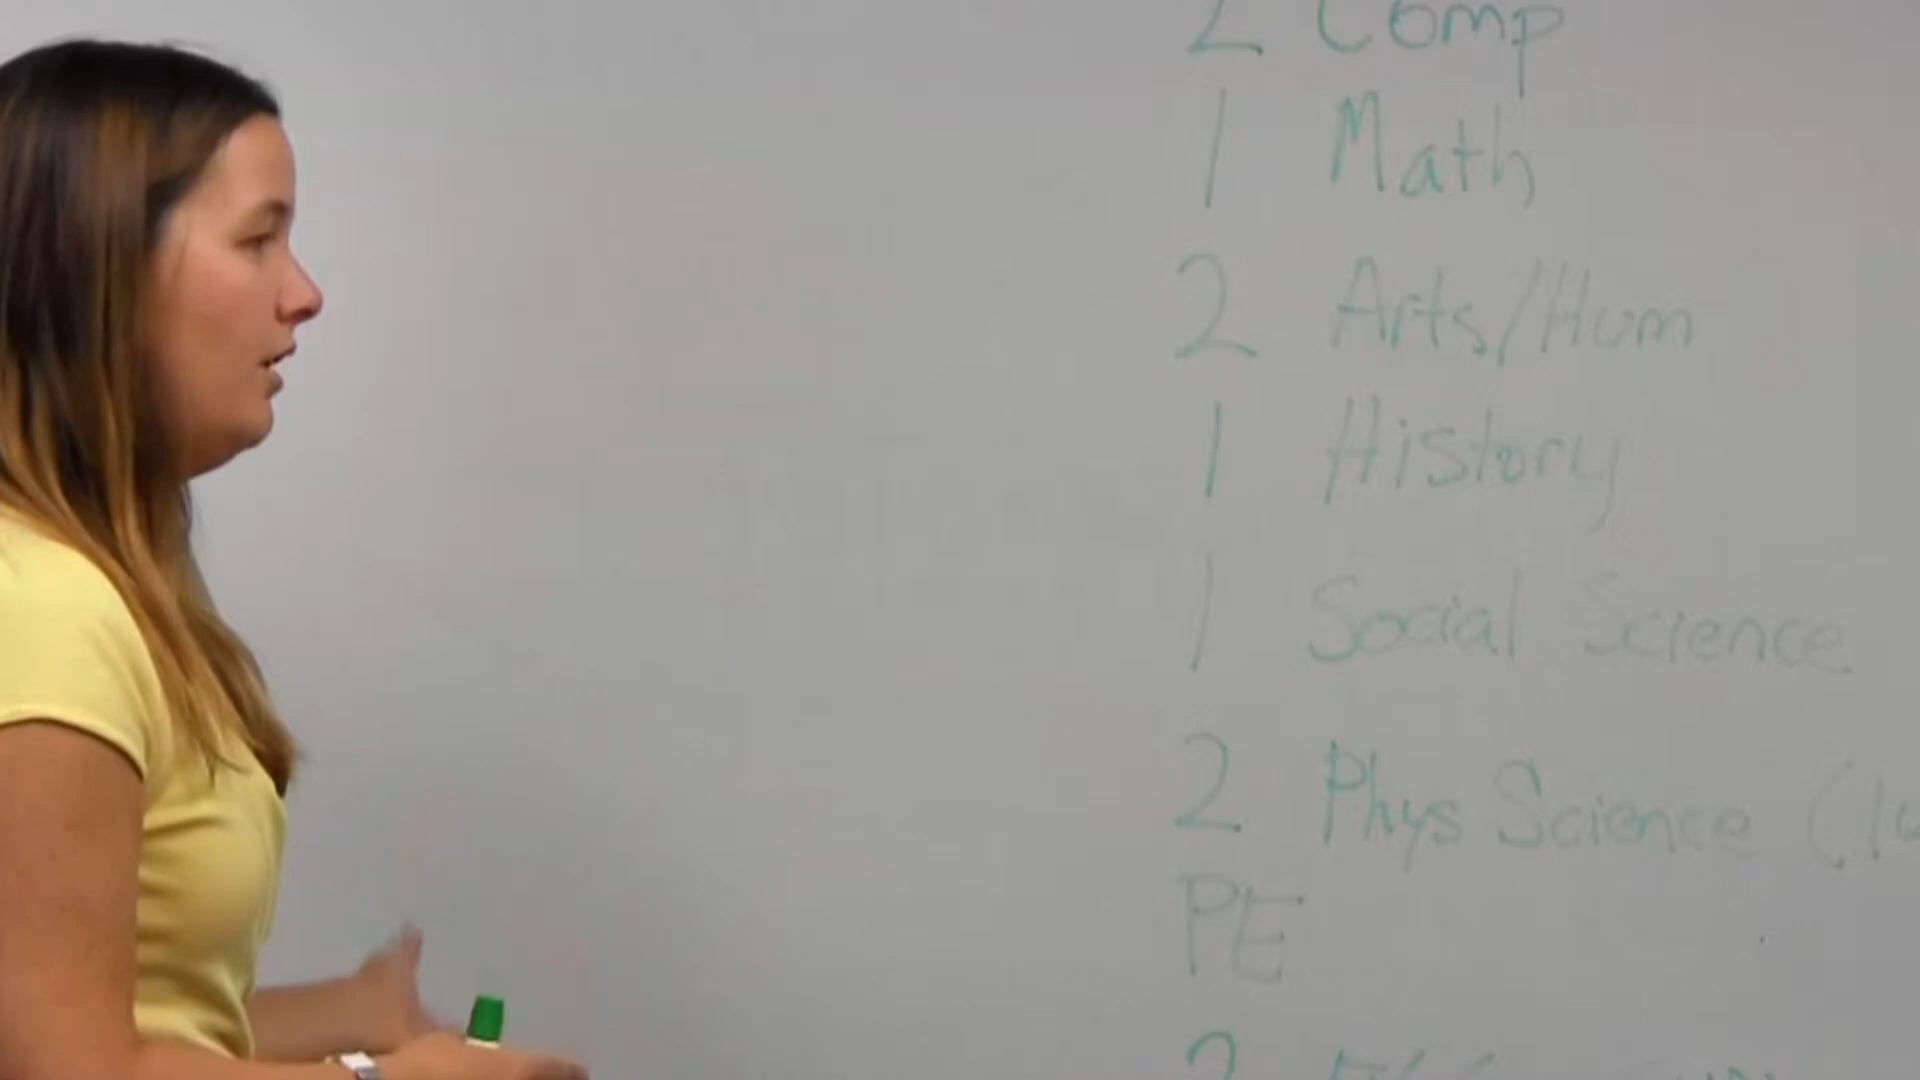 2 Comp
1 Math
2 Arts/Hum
1 History
1 Social Science
2 Phys Science
PE
2